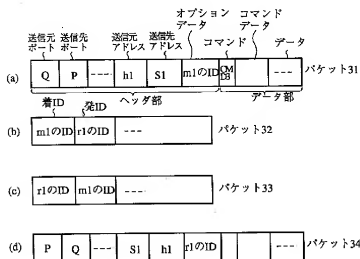 オプション
データ
コマンド
データ
送信元
ポート
送信先
ポート
送信元
アドレス
送信先
アドレス
コマンド
データ
(a) Q P ---- h1 S1 m1のID CM D3 --- パケット31
ヘッダ部 データ部
着ID 発ID
(b) m1のID r1のID --- パケット32
(c) r1のID m1のID --- パケット33
(d) P Q --- S1 h1 r1のID --- パケット34